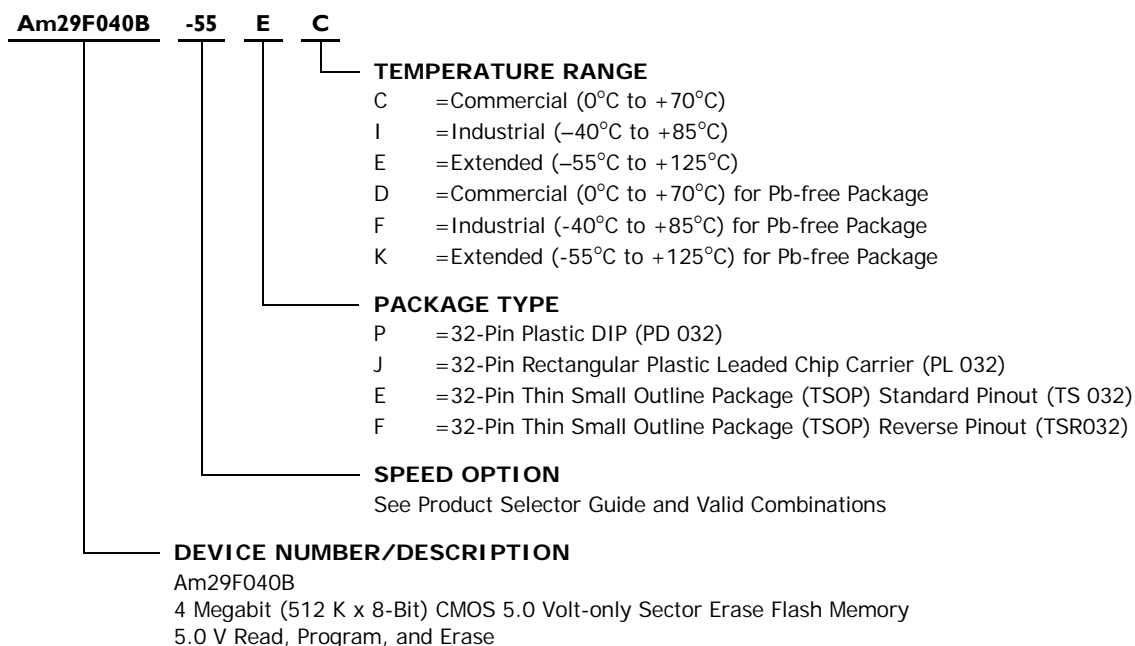 Am29F040B -55 E C
TEMPERATURE RANGE
C =Commercial (0°C to +70°C)
I =Industrial (–40°C to +85°C)
E =Extended (–55°C to +125°C)
D =Commercial (0°C to +70°C) for Pb-free Package
F =Industrial (-40°C to +85°C) for Pb-free Package
K =Extended (-55°C to +125°C) for Pb-free Package
PACKAGE TYPE
P =32-Pin Plastic DIP (PD 032)
J =32-Pin Rectangular Plastic Leaded Chip Carrier (PL 032)
E =32-Pin Thin Small Outline Package (TSOP) Standard Pinout (TS 032)
F =32-Pin Thin Small Outline Package (TSOP) Reverse Pinout (TSR032)
SPEED OPTION
See Product Selector Guide and Valid Combinations
DEVICE NUMBER/DESCRIPTION
Am29F040B
4 Megabit (512 K x 8-Bit) CMOS 5.0 Volt-only Sector Erase Flash Memory
5.0 V Read, Program, and Erase